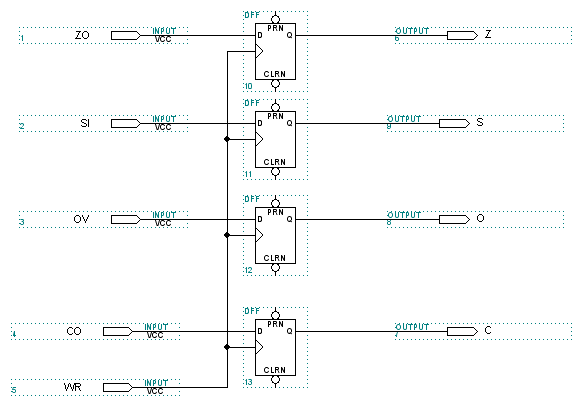 DFF
1 ZO INPUT VCC D PRN Q CLRN 10 OUTPUT 6 Z
DFF
2 SI INPUT VCC D PRN Q CLRN 11 OUTPUT 9 S
DFF
3 OV INPUT VCC D PRN Q CLRN 12 OUTPUT 8 O
DFF
4 CO INPUT VCC D PRN Q CLRN 13 OUTPUT 7 C
5 WR INPUT VCC